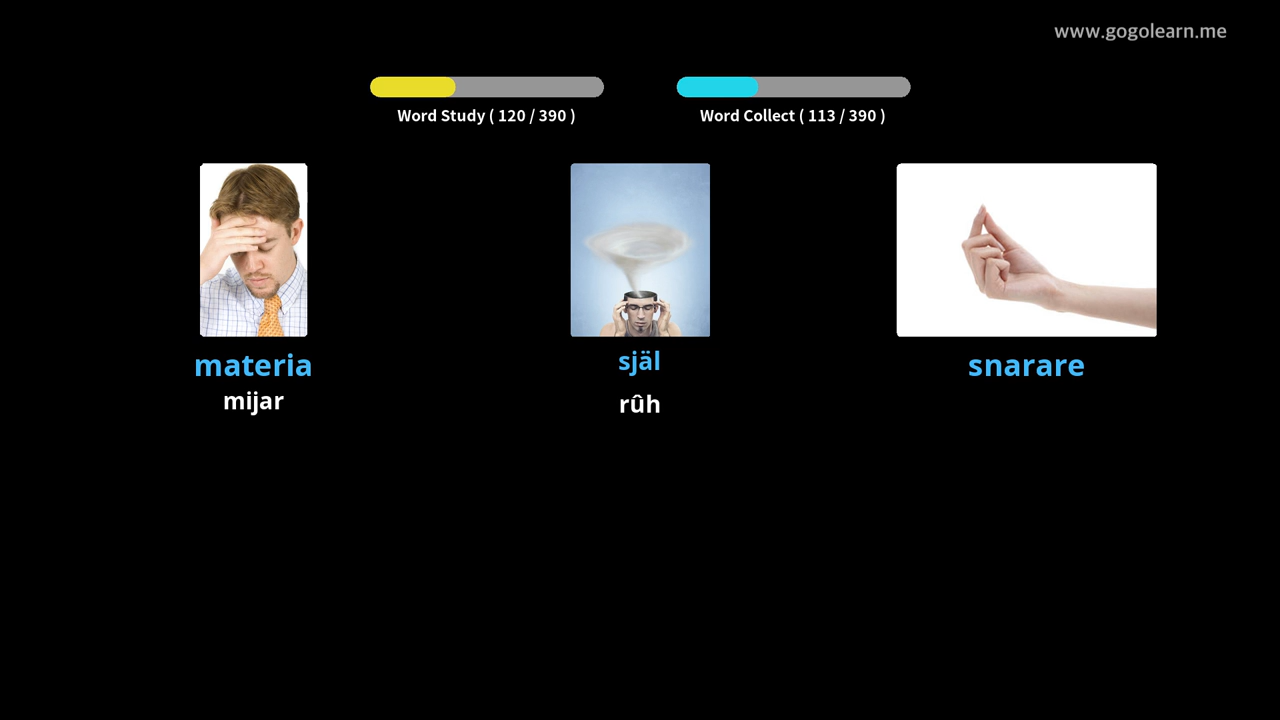 www.gogolearn.me
Word Study ( 120 / 390 )
Word Collect ( 113 / 390 )
materia
mijar
själ
rûh
snarare